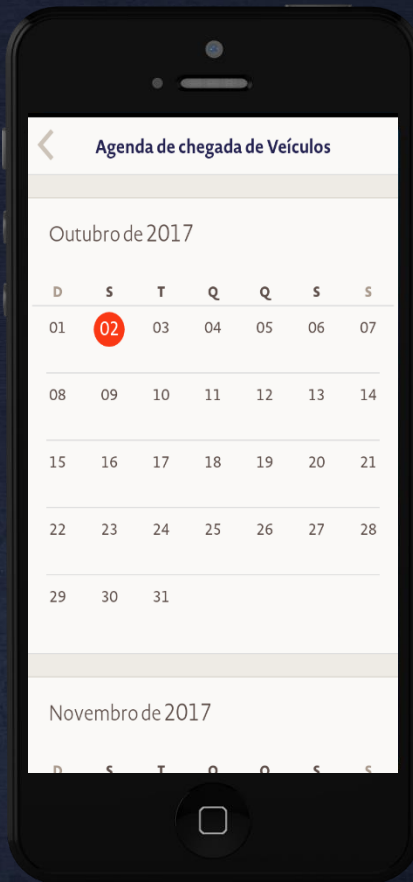 Agenda de chegada de Veículos
Outubro de 2017
D S T Q Q S S
01 02 03 04 05 06 07
08 09 10 11 12 13 14
15 16 17 18 19 20 21
22 23 24 25 26 27 28
29 30 31
Novembro de 2017
D S T Q Q S S